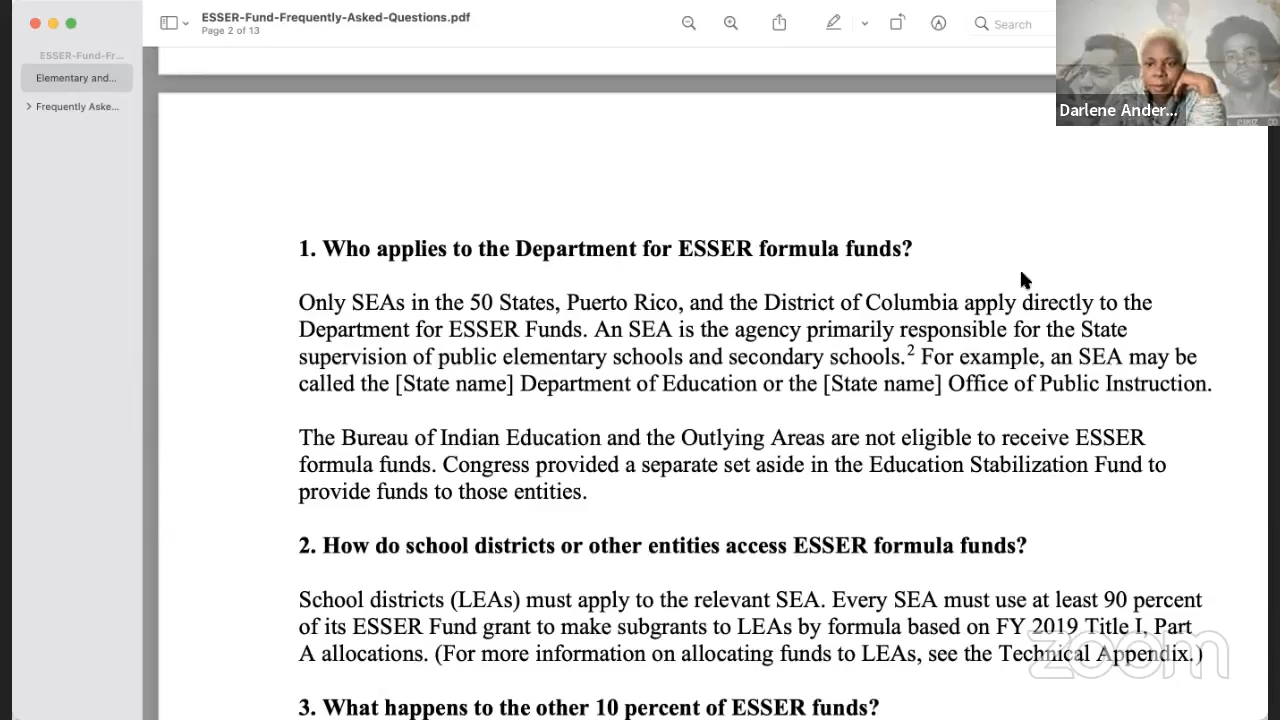 ESSER-Fund-Frequently-Asked-Questions.pdf
Page 2 of 13
Search
ESSER-Fund-Fr...
Elementary and...
Frequently Aske...
Darlene Ander...
1. Who applies to the Department for ESSER formula funds?
Only SEAs in the 50 States, Puerto Rico, and the District of Columbia apply directly to the
Department for ESSER Funds. An SEA is the agency primarily responsible for the State
supervision of public elementary schools and secondary schools.2 For example, an SEA may be
called the [State name] Department of Education or the [State name] Office of Public Instruction.
The Bureau of Indian Education and the Outlying Areas are not eligible to receive ESSER
formula funds. Congress provided a separate set aside in the Education Stabilization Fund to
provide funds to those entities.
2. How do school districts or other entities access ESSER formula funds?
School districts (LEAs) must apply to the relevant SEA. Every SEA must use at least 90 percent
of its ESSER Fund grant to make subgrants to LEAs by formula based on FY 2019 Title I, Part
A allocations. (For more information on allocating funds to LEAs, see the Technical Appendix.)
zoom
3. What happens to the other 10 percent of ESSER funds?